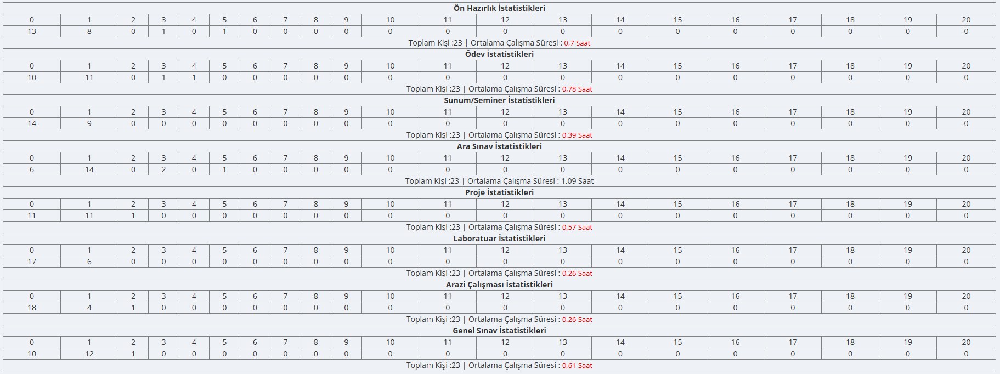 Ön Hazırlık İstatistikleri
0 1 2 3 4 5 6 7 8 9 10 11 12 13 14 15 16 17 18 19 20
13 8 0 1 0 1 0 0 0 0 0 0 0 0 0 0 0 0 0 0 0
Toplam Kişi :23 | Ortalama Çalışma Süresi : 0,7 Saat
Ödev İstatistikleri
0 1 2 3 4 5 6 7 8 9 10 11 12 13 14 15 16 17 18 19 20
10 11 0 1 1 0 0 0 0 0 0 0 0 0 0 0 0 0 0 0 0
Toplam Kişi :23 | Ortalama Çalışma Süresi : 0,78 Saat
Sunum/Seminer İstatistikleri
0 1 2 3 4 5 6 7 8 9 10 11 12 13 14 15 16 17 18 19 20
14 9 0 0 0 0 0 0 0 0 0 0 0 0 0 0 0 0 0 0 0
Toplam Kişi :23 | Ortalama Çalışma Süresi : 0,39 Saat
Ara Sınav İstatistikleri
0 1 2 3 4 5 6 7 8 9 10 11 12 13 14 15 16 17 18 19 20
6 14 0 2 0 1 0 0 0 0 0 0 0 0 0 0 0 0 0 0 0
Toplam Kişi :23 | Ortalama Çalışma Süresi : 1,09 Saat
Proje İstatistikleri
0 1 2 3 4 5 6 7 8 9 10 11 12 13 14 15 16 17 18 19 20
11 11 1 0 0 0 0 0 0 0 0 0 0 0 0 0 0 0 0 0 0
Toplam Kişi :23 | Ortalama Çalışma Süresi : 0,57 Saat
Laboratuar İstatistikleri
0 1 2 3 4 5 6 7 8 9 10 11 12 13 14 15 16 17 18 19 20
17 6 0 0 0 0 0 0 0 0 0 0 0 0 0 0 0 0 0 0 0
Toplam Kişi :23 | Ortalama Çalışma Süresi : 0,26 Saat
Arazi Çalışması İstatistikleri
0 1 2 3 4 5 6 7 8 9 10 11 12 13 14 15 16 17 18 19 20
18 4 1 0 0 0 0 0 0 0 0 0 0 0 0 0 0 0 0 0 0
Toplam Kişi :23 | Ortalama Çalışma Süresi : 0,26 Saat
Genel Sınav İstatistikleri
0 1 2 3 4 5 6 7 8 9 10 11 12 13 14 15 16 17 18 19 20
10 12 1 0 0 0 0 0 0 0 0 0 0 0 0 0 0 0 0 0 0
Toplam Kişi :23 | Ortalama Çalışma Süresi : 0,61 Saat